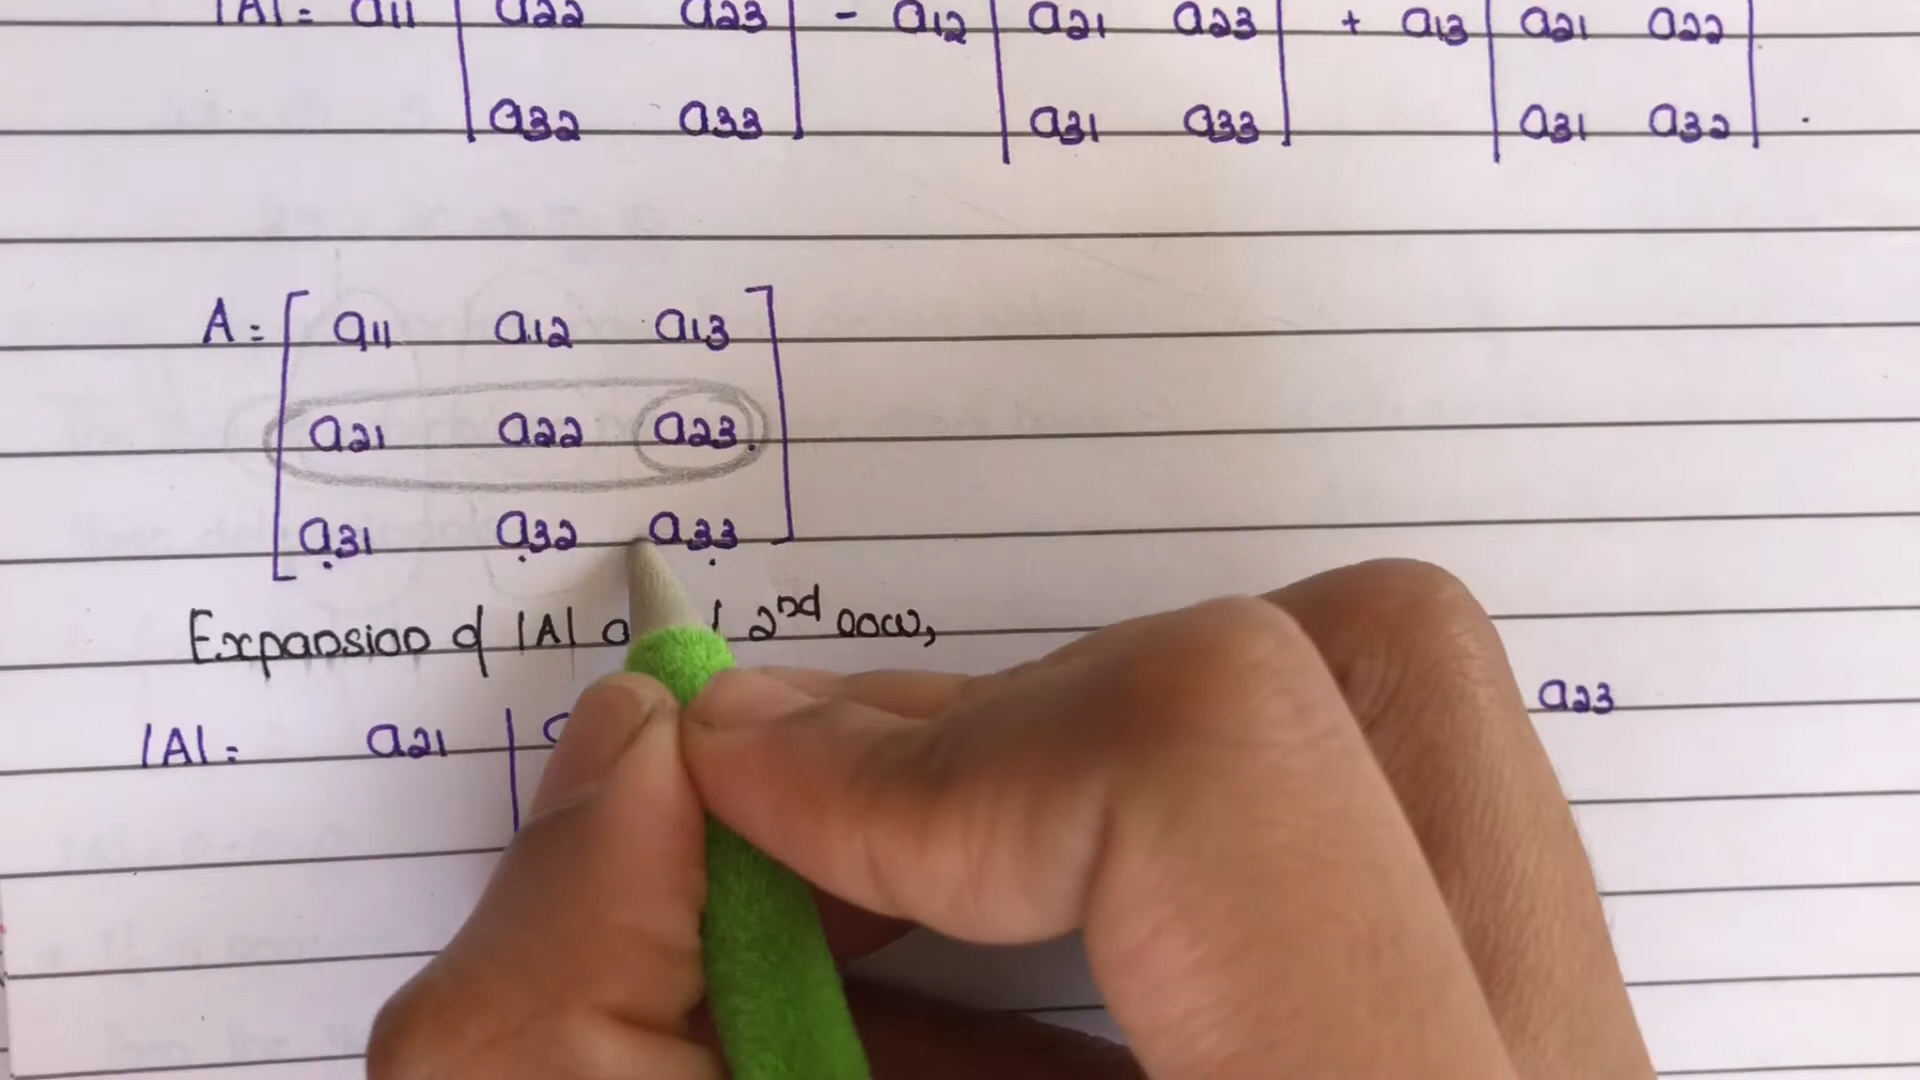 |A| = a11 | a22 a23 | - a12 | a21 a23 | + a13 | a21 a22 |
a32 a33 a31 a33 a31 a32 .
A = [ a11 a12 a13 ]
a21 a22 a23
a31 a32 a33
Expansion of |A| 2nd row,
|A| = a21 | a23